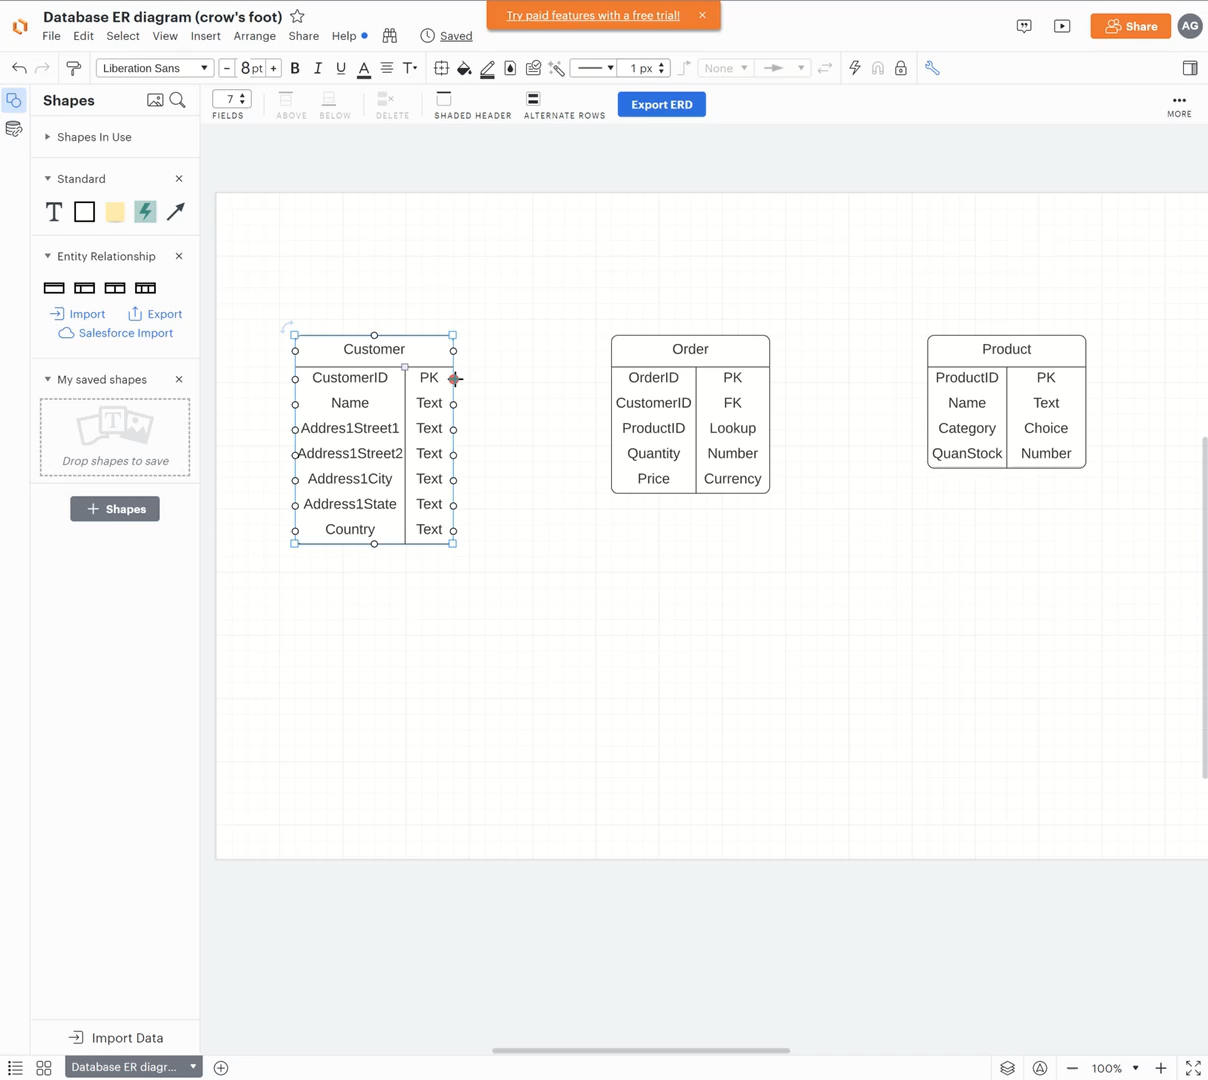 Database ER diagram (crow's foot)
Try paid features with a free trial!
File Edit Select View Insert Arrange Share Help Saved
Share
AG
Liberation Sans
8 pt
B I U A T
1 px
None
Shapes
7
FIELDS
ABOVE
BELOW
DELETE
SHADED HEADER
ALTERNATE ROWS
Export ERD
MORE
Shapes In Use
Standard
T
Entity Relationship
Import
Export
Salesforce Import
My saved shapes
T
Drop shapes to save
+ Shapes
Customer
CustomerID PK
Name Text
Addres1Street1 Text
Address1Street2 Text
Address1City Text
Address1State Text
Country Text
Order
OrderID PK
CustomerID FK
ProductID Lookup
Quantity Number
Price Currency
Product
ProductID PK
Name Text
Category Choice
QuanStock Number
Import Data
Database ER diagr...
100%